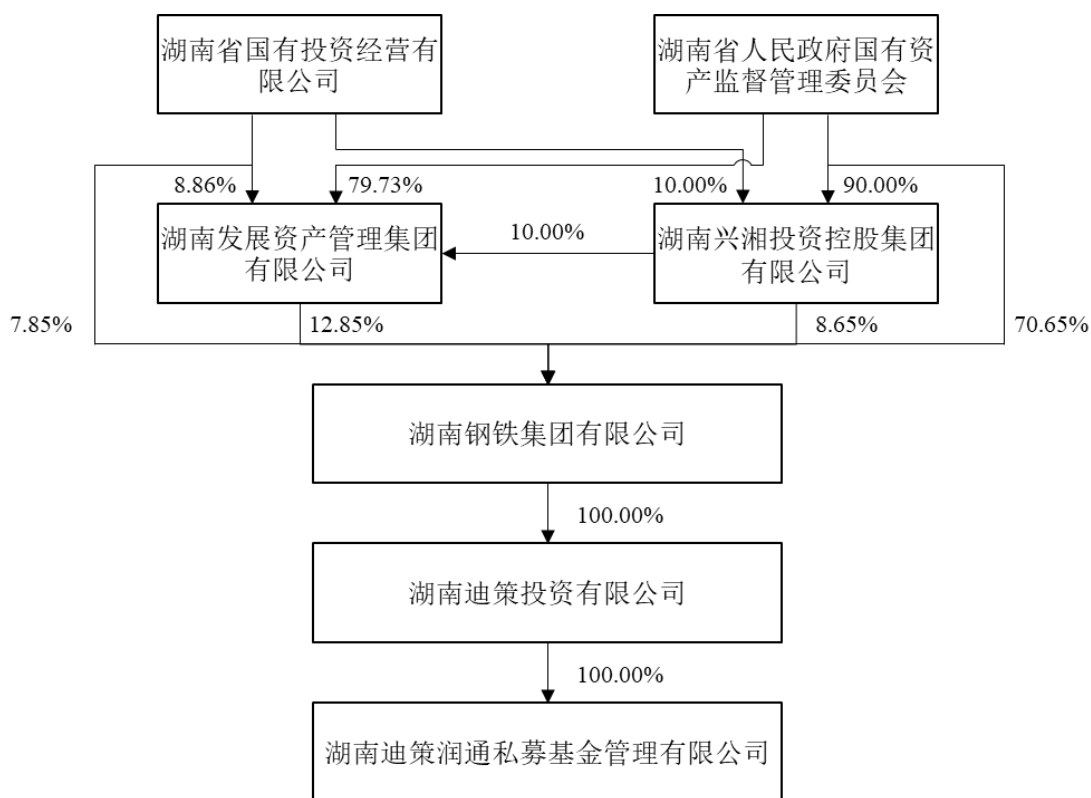 湖南省国有投资经营有
限公司
湖南省人民政府国有资
产监督管理委员会
8.86%
79.73%
10.00%
90.00%
湖南发展资产管理集团
有限公司
10.00%
湖南兴湘投资控股集团
有限公司
7.85%
12.85%
8.65%
70.65%
湖南钢铁集团有限公司
100.00%
湖南迪策投资有限公司
100.00%
湖南迪策润通私募基金管理有限公司